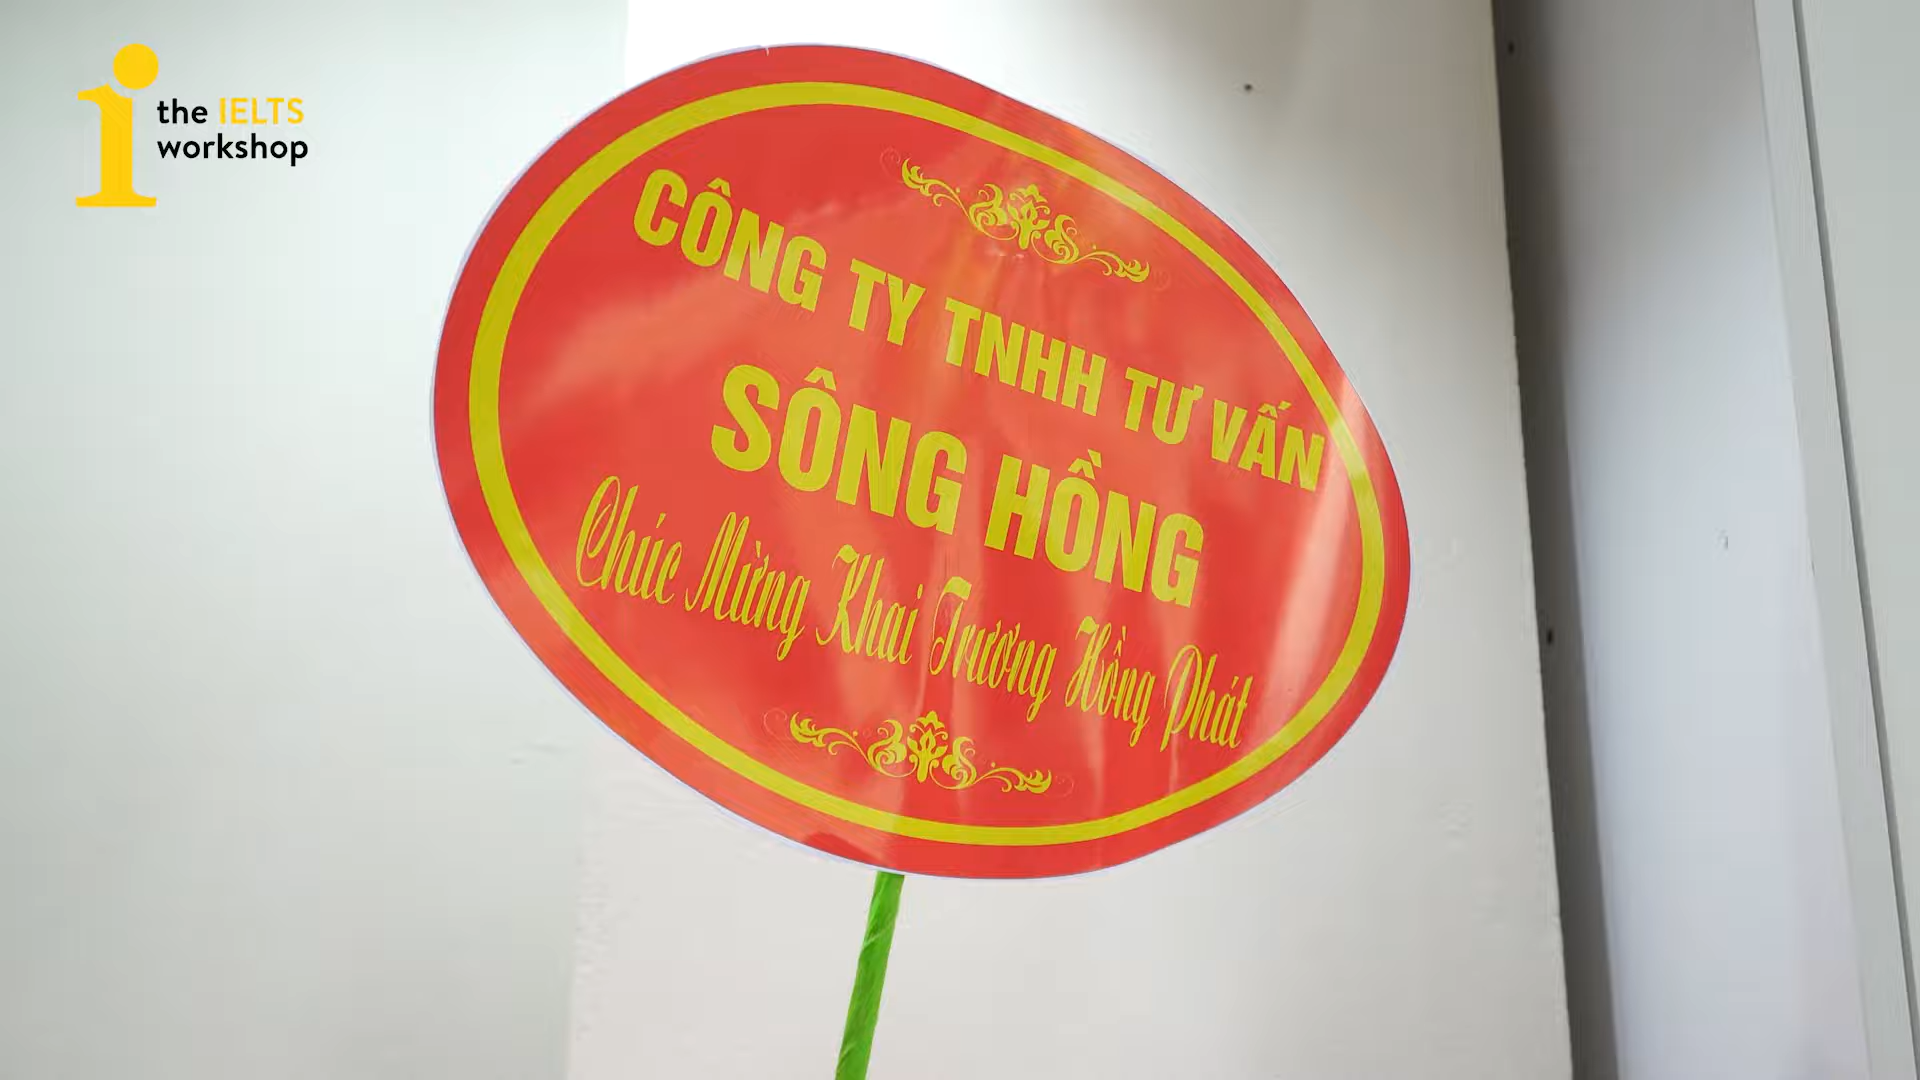 the IELTS
workshop
CÔNG TY TNHH TƯ VẤN
SÔNG HỒNG
Chúc Mừng Khai Trương Hồng Phát